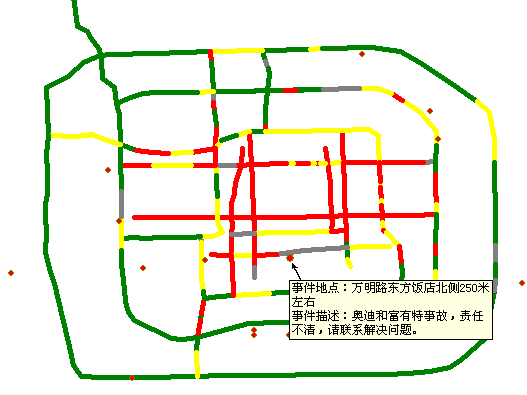 事件地点：万明路东方饭店北侧250米
左右
事件描述：奥迪和富有特事故，责任
不清，请联系解决问题。